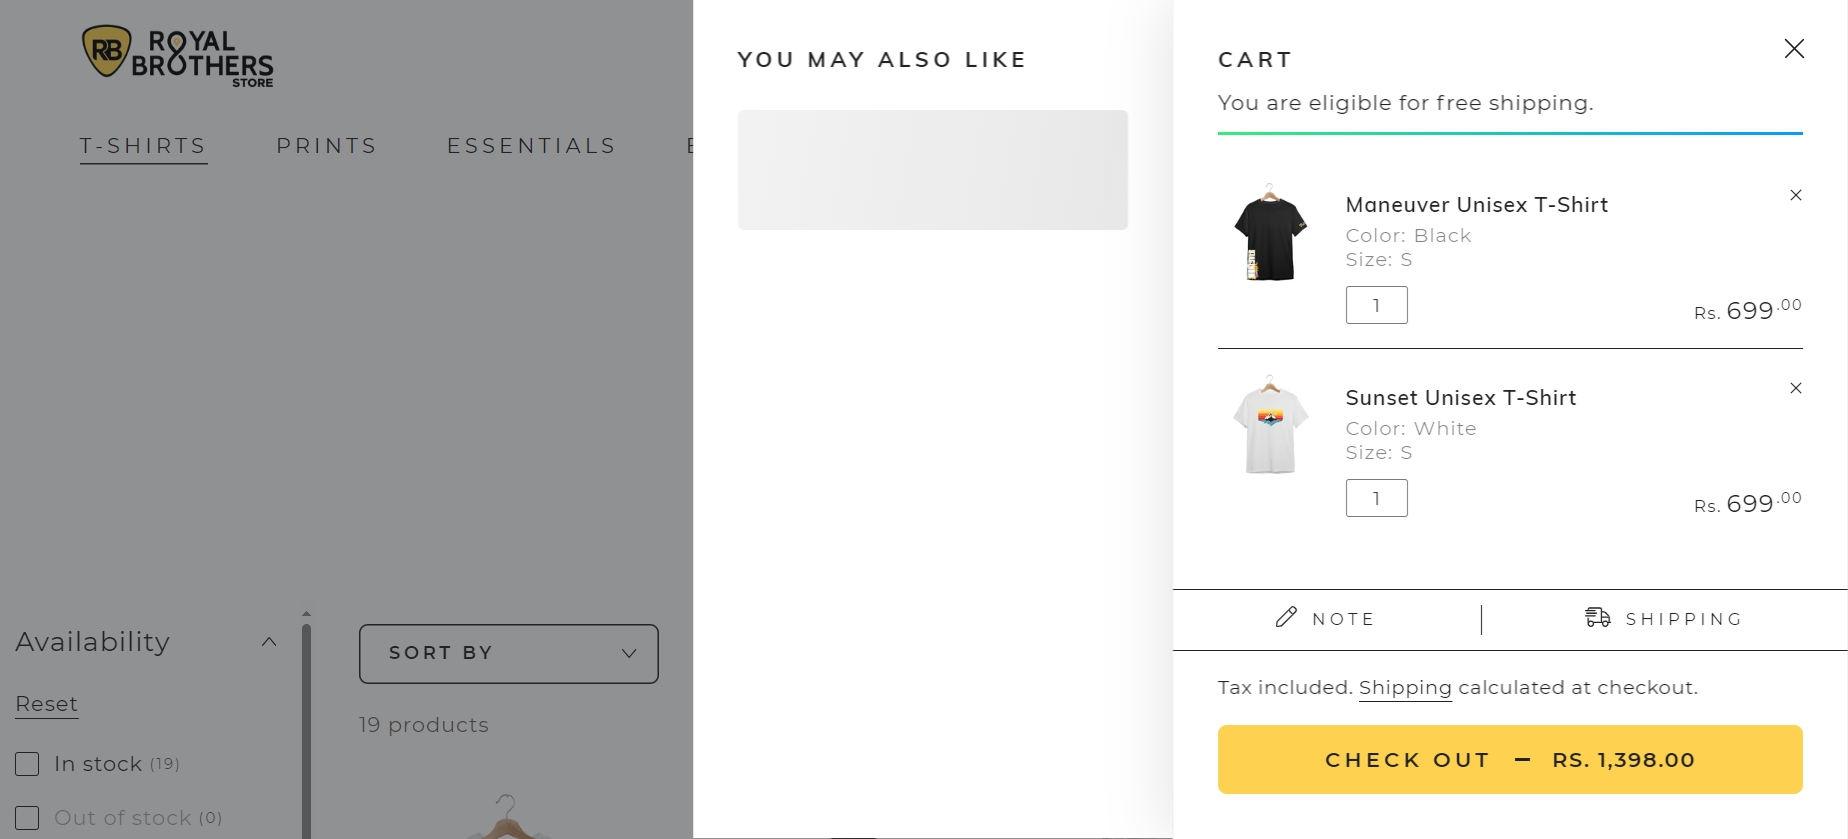 RB ROYAL
BROTHERS
STORE
T-SHIRTS PRINTS ESSENTIALS
Availability
Reset
In stock (19)
Out of stock (0)
SORT BY
19 products
YOU MAY ALSO LIKE
CART
You are eligible for free shipping.
Maneuver Unisex T-Shirt
Color: Black
Size: S
1
Rs. 699.00
Sunset Unisex T-Shirt
Color: White
Size: S
1
Rs. 699.00
NOTE
SHIPPING
Tax included. Shipping calculated at checkout.
CHECK OUT – RS. 1,398.00